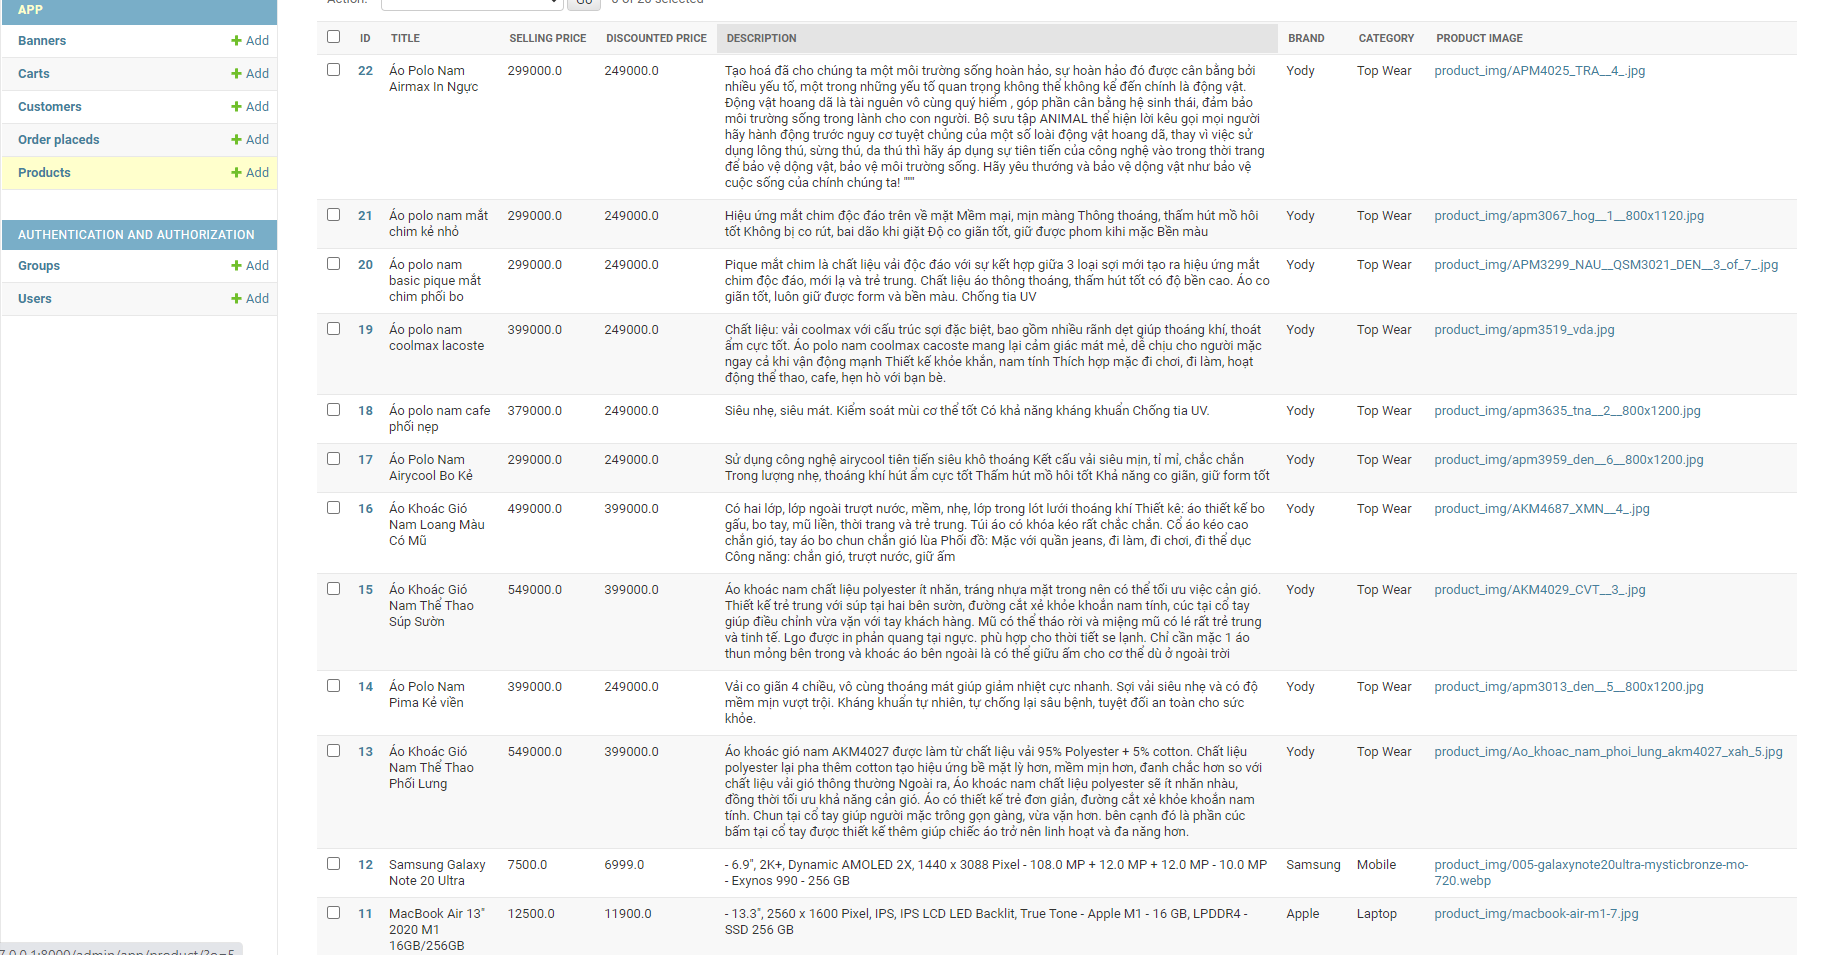 APP
Action: Go 0 of 20 selected
Banners + Add
Carts + Add
Customers + Add
Order placeds + Add
Products + Add
AUTHENTICATION AND AUTHORIZATION
Groups + Add
Users + Add
ID TITLE SELLING PRICE DISCOUNTED PRICE DESCRIPTION BRAND CATEGORY PRODUCT IMAGE
22 Áo Polo Nam 299000.0 249000.0 Tạo hoá đã cho chúng ta một môi trường sống hoàn hảo, sự hoàn hảo đó được cân bằng bởi Yody Top Wear product_img/APM4025_TRA__4_.jpg
Airmax In Ngực nhiều yếu tố, một trong những yếu tố quan trọng không thể không kể đến chính là động vật.
Động vật hoang dã là tài nguyên vô cùng quý hiếm , góp phần cân bằng hệ sinh thái, đảm bảo
môi trường sống trong lành cho con người. Bộ sưu tập ANIMAL thể hiện lời kêu gọi mọi người
hãy hành động trước nguy cơ tuyệt chủng của một số loài động vật hoang dã, thay vì việc sử
dụng lông thú, sừng thú, da thú thì hãy áp dụng sự tiên tiến của công nghệ vào trong thời trang
để bảo vệ động vật, bảo vệ môi trường sống. Hãy yêu thướng và bảo vệ động vật như bảo vệ
cuộc sống của chính chúng ta! """
21 Áo polo nam mắt 299000.0 249000.0 Hiệu ứng mắt chim độc đáo trên về mặt Mềm mại, mịn màng Thông thoáng, thấm hút mồ hôi Yody Top Wear product_img/apm3067_hog__1__800x1120.jpg
chim kẻ nhỏ tốt Không bị co rút, bai dão khi giặt Độ co giãn tốt, giữ được phom kihi mặc Bền màu
20 Áo polo nam 299000.0 249000.0 Pique mắt chim là chất liệu vải độc đáo với sự kết hợp giữa 3 loại sợi mới tạo ra hiệu ứng mắt Yody Top Wear product_img/APM3299_NAU__QSM3021_DEN__3_of_7_.jpg
basic pique mắt chim độc đáo, mới lạ và trẻ trung. Chất liệu áo thông thoáng, thấm hút tốt có độ bền cao. Áo co
chim phối bo giãn tốt, luôn giữ được form và bền màu. Chống tia UV
19 Áo polo nam 399000.0 249000.0 Chất liệu: vải coolmax với cấu trúc sợi đặc biệt, bao gồm nhiều rãnh dẹt giúp thoáng khí, thoát Yody Top Wear product_img/apm3519_vda.jpg
coolmax lacoste ẩm cực tốt. Áo polo nam coolmax cacoste mang lại cảm giác mát mẻ, dễ chịu cho người mặc
ngay cả khi vận động mạnh Thiết kế khỏe khắn, nam tính Thích hợp mặc đi chơi, đi làm, hoạt
động thể thao, cafe, hẹn hò với bạn bè.
18 Áo polo nam cafe 379000.0 249000.0 Siêu nhẹ, siêu mát. Kiểm soát mùi cơ thể tốt Có khả năng kháng khuẩn Chống tia UV. Yody Top Wear product_img/apm3635_tna__2__800x1200.jpg
phối nẹp
17 Áo Polo Nam 299000.0 249000.0 Sử dụng công nghệ airycool tiên tiến siêu khô thoáng Kết cấu vải siêu mịn, tỉ mỉ, chắc chắn Yody Top Wear product_img/apm3959_den__6__800x1200.jpg
Airycool Bo Kẻ Trong lượng nhẹ, thoáng khí hút ẩm cực tốt Thấm hút mồ hôi tốt Khả năng co giãn, giữ form tốt
16 Áo Khoác Gió 499000.0 399000.0 Có hai lớp, lớp ngoài trượt nước, mềm, nhẹ, lớp trong lót lưới thoáng khí Thiết kê: áo thiết kế bo Yody Top Wear product_img/AKM4687_XMN__4_.jpg
Nam Loang Màu gấu, bo tay, mũ liền, thời trang và trẻ trung. Túi áo có khóa kéo rất chắc chắn. Cổ áo kéo cao
Có Mũ chắn gió, tay áo bo chun chắn gió lùa Phối đồ: Mặc với quần jeans, đi làm, đi chơi, đi thể dục
Công năng: chắn gió, trượt nước, giữ ấm
15 Áo Khoác Gió 549000.0 399000.0 Áo khoác nam chất liệu polyester ít nhăn, tráng nhựa mặt trong nên có thể tối ưu việc cản gió. Yody Top Wear product_img/AKM4029_CVT__3_.jpg
Nam Thể Thao Thiết kế trẻ trung với súp tại hai bên sườn, đường cắt xẻ khỏe khoắn nam tính, cúc tại cổ tay
Súp Sườn giúp điều chỉnh vừa vặn với tay khách hàng. Mũ có thể tháo rời và miệng mũ có lé rất trẻ trung
và tinh tế. Lgo được in phản quang tại ngực. phù hợp cho thời tiết se lạnh. Chỉ cần mặc 1 áo
thun mỏng bên trong và khoác áo bên ngoài là có thể giữu ấm cho cơ thể dù ở ngoài trời
14 Áo Polo Nam 399000.0 249000.0 Vải co giãn 4 chiều, vô cùng thoáng mát giúp giảm nhiệt cực nhanh. Sợi vải siêu nhẹ và có độ Yody Top Wear product_img/apm3013_den__5__800x1200.jpg
Pima Kẻ viền mềm mịn vượt trội. Kháng khuẩn tự nhiên, tự chống lại sâu bệnh, tuyệt đối an toàn cho sức
khỏe.
13 Áo Khoác Gió 549000.0 399000.0 Áo khoác gió nam AKM4027 được làm từ chất liệu vải 95% Polyester + 5% cotton. Chất liệu Yody Top Wear product_img/Ao_khoac_nam_phoi_lung_akm4027_xah_5.jpg
Nam Thể Thao polyester lại pha thêm cotton tạo hiệu ứng bề mặt lỳ hơn, mềm mịn hơn, đanh chắc hơn so với
Phối Lưng chất liệu vải gió thông thường Ngoài ra, Áo khoác nam chất liệu polyester sẽ ít nhăn nhàu,
đồng thời tối ưu khả năng cản gió. Áo có thiết kế trẻ đơn giản, đường cắt xẻ khỏe khoắn nam
tính. Chun tại cổ tay giúp người mặc trông gọn gàng, vừa vặn hơn. bên cạnh đó là phần cúc
bấm tại cổ tay được thiết kế thêm giúp chiếc áo trở nên linh hoạt và đa năng hơn.
12 Samsung Galaxy 7500.0 6999.0 - 6.9", 2K+, Dynamic AMOLED 2X, 1440 x 3088 Pixel - 108.0 MP + 12.0 MP + 12.0 MP - 10.0 MP Samsung Mobile product_img/005-galaxynote20ultra-mysticbronze-mo-
Note 20 Ultra - Exynos 990 - 256 GB 720.webp
11 MacBook Air 13" 12500.0 11900.0 - 13.3", 2560 x 1600 Pixel, IPS, IPS LCD LED Backlit, True Tone - Apple M1 - 16 GB, LPDDR4 - Apple Laptop product_img/macbook-air-m1-7.jpg
2020 M1 SSD 256 GB
16GB/256GB
7.0.0.1:8000/admin/app/product/?o=5